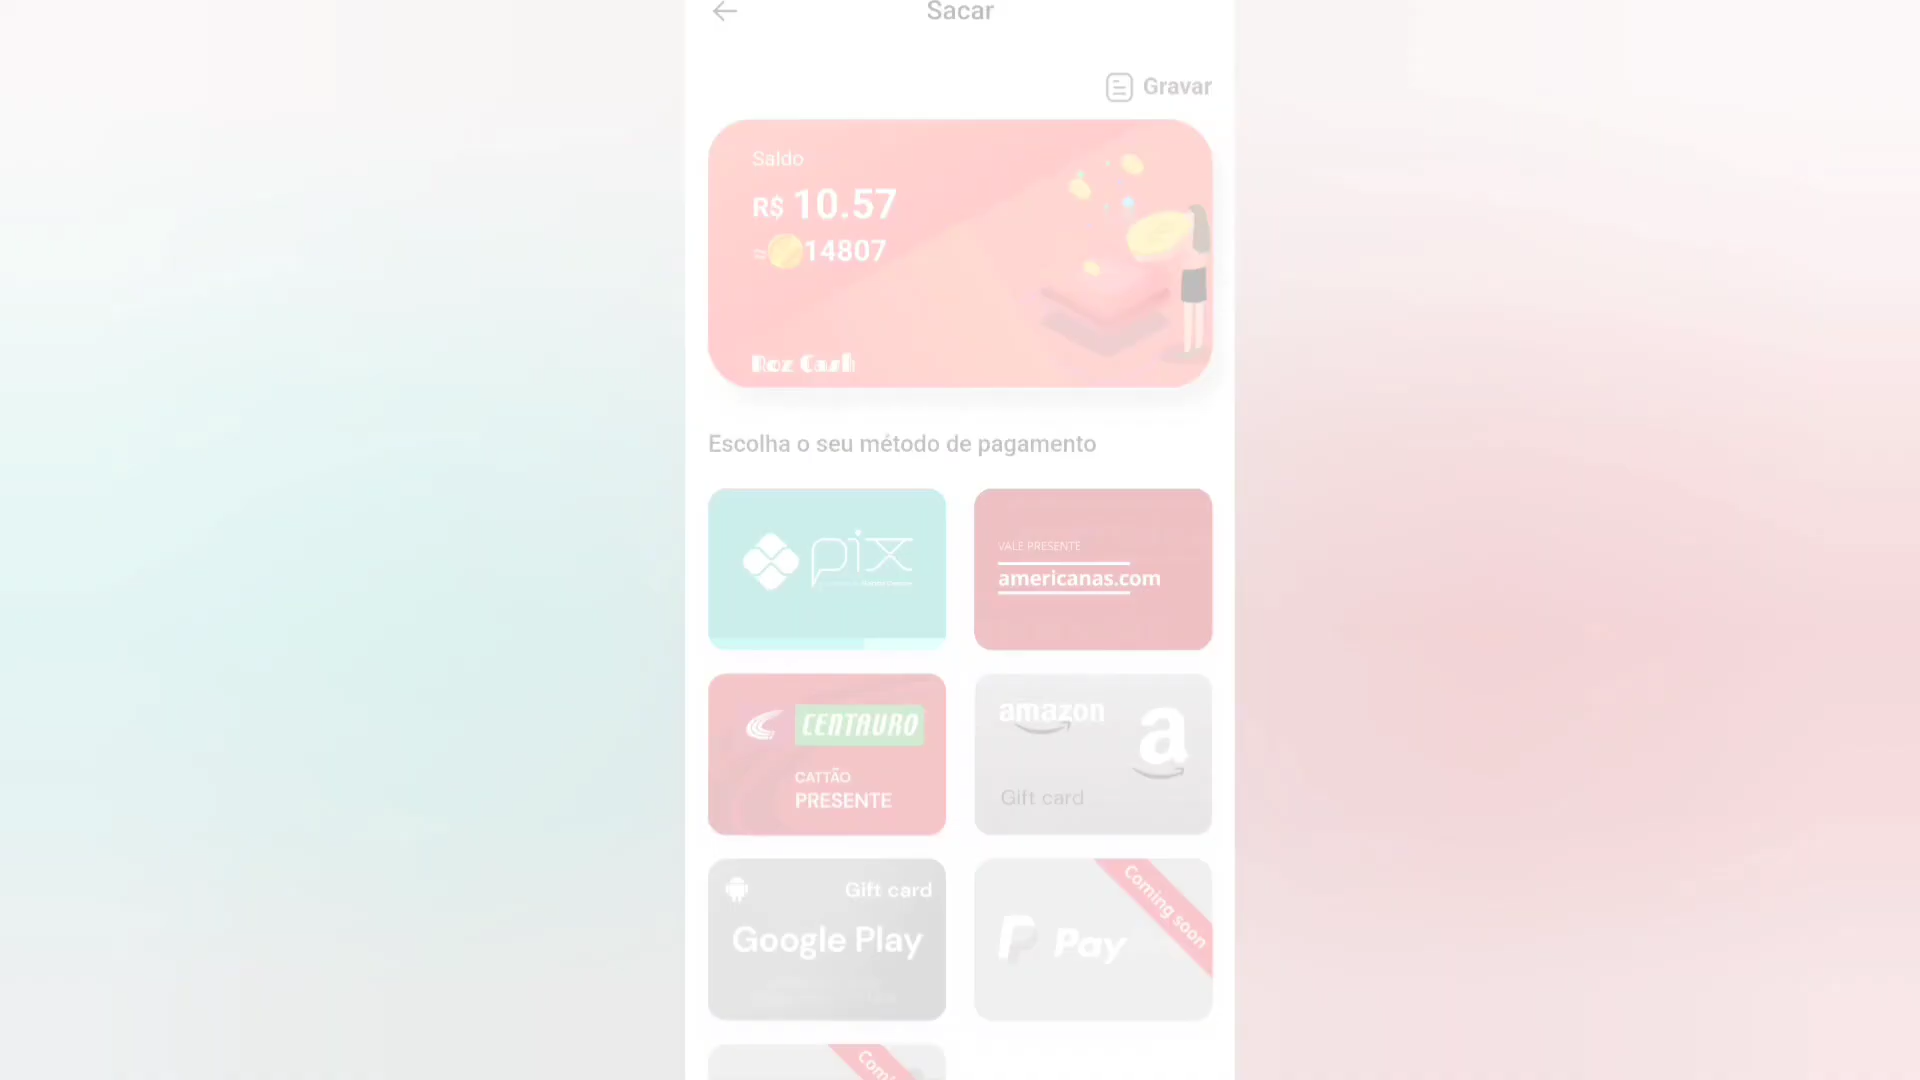 Sacar
Gravar
Saldo
R$ 10.57
≈14807
Roz Cash
Escolha o seu método de pagamento
pix
VALE PRESENTE
americanas.com
CENTAURO
CATTÃO
PRESENTE
amazon
a
Gift card
Gift card
Google Play
Coming soon
P Pay